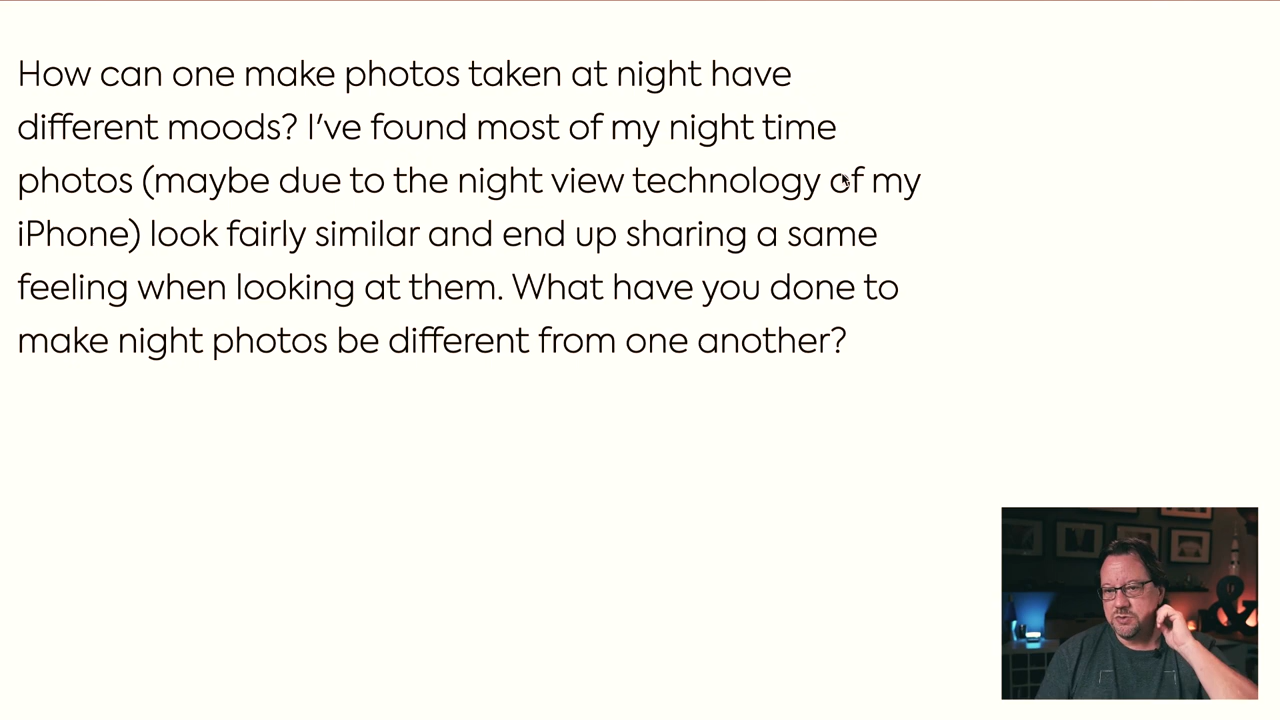 How can one make photos taken at night have
different moods? I've found most of my night time
photos (maybe due to the night view technology of my
iPhone) look fairly similar and end up sharing a same
feeling when looking at them. What have you done to
make night photos be different from one another?
&